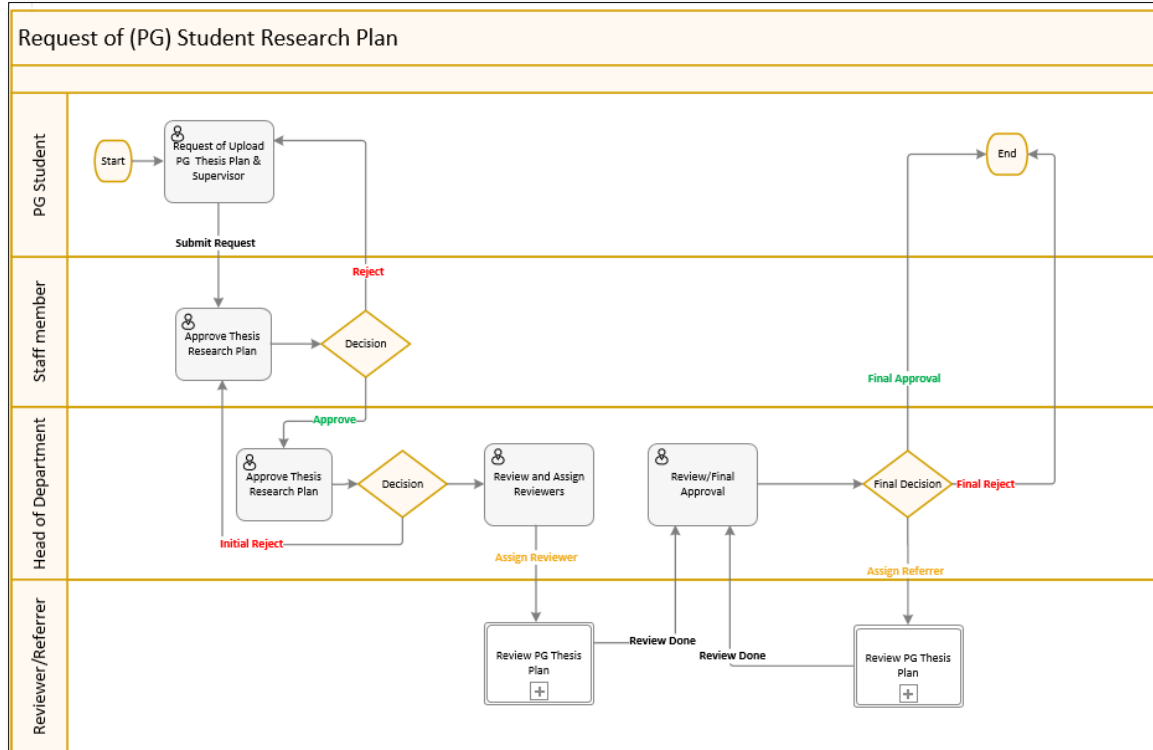 Request of (PG) Student Research Plan
PG Student
Start
Request of Upload
PG Thesis Plan &
Supervisor
End
Submit Request
Reject
Staff member
Approve Thesis
Research Plan
Decision
Final Approval
Approve
Head of Department
Approve Thesis
Research Plan
Decision
Review and Assign
Reviewers
Review/Final
Approval
Final Decision
Final Reject
Initial Reject
Assign Reviewer
Assign Referrer
Reviewer/Referrer
Review PG Thesis
Plan
Review Done
Review Done
Review PG Thesis
Plan